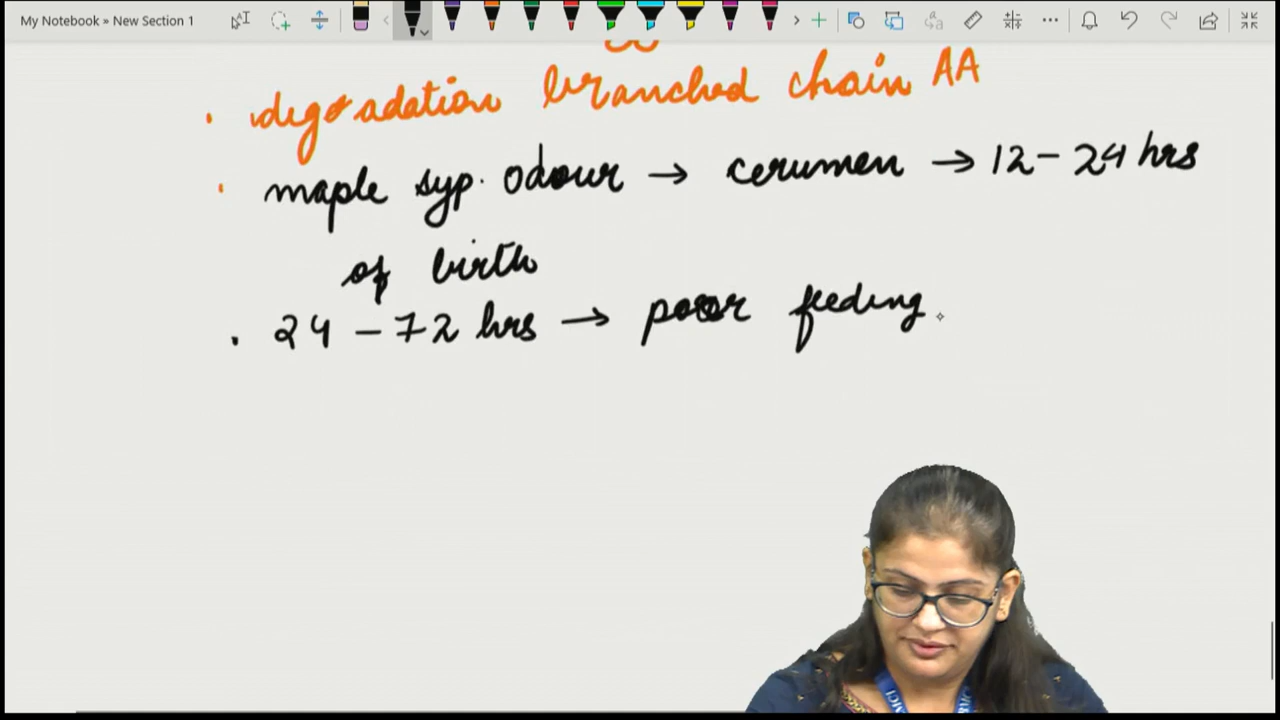 My Notebook » New Section 1
• degradation branched chain AA
• maple syp. odour → cerumen → 12 - 24 hrs
of birth
• 24 - 72 hrs → poor feeding